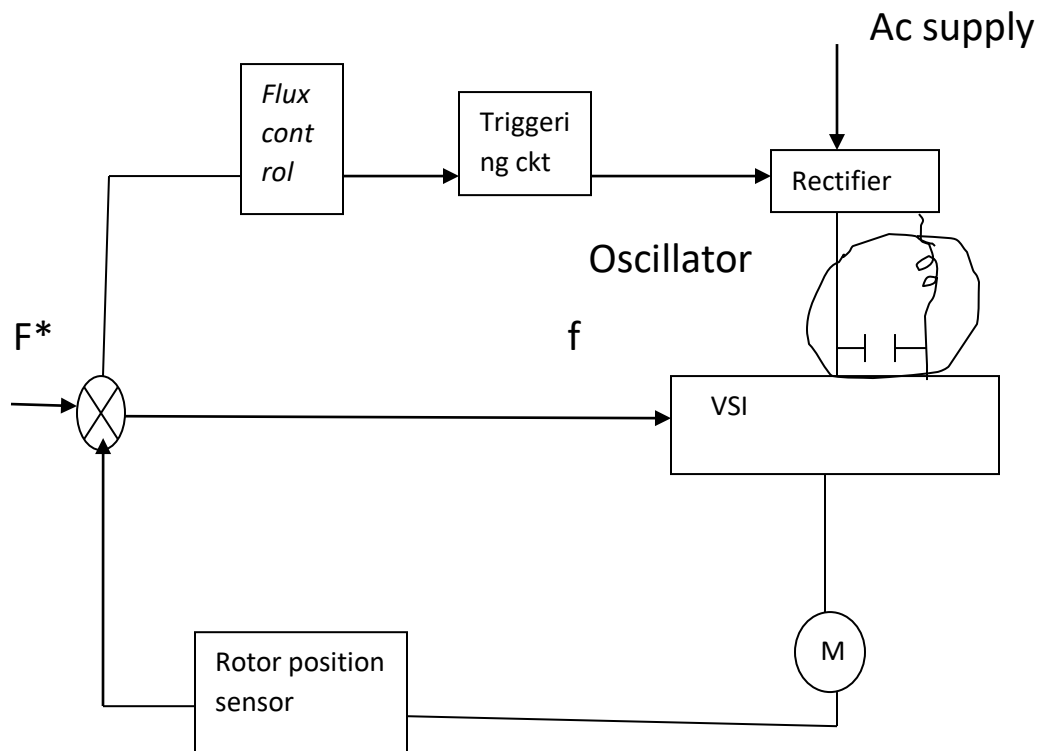 Ac supply
Flux
cont
rol
Triggeri
ng ckt
Rectifier
Oscillator
F*
f
VSI
M
Rotor position
sensor